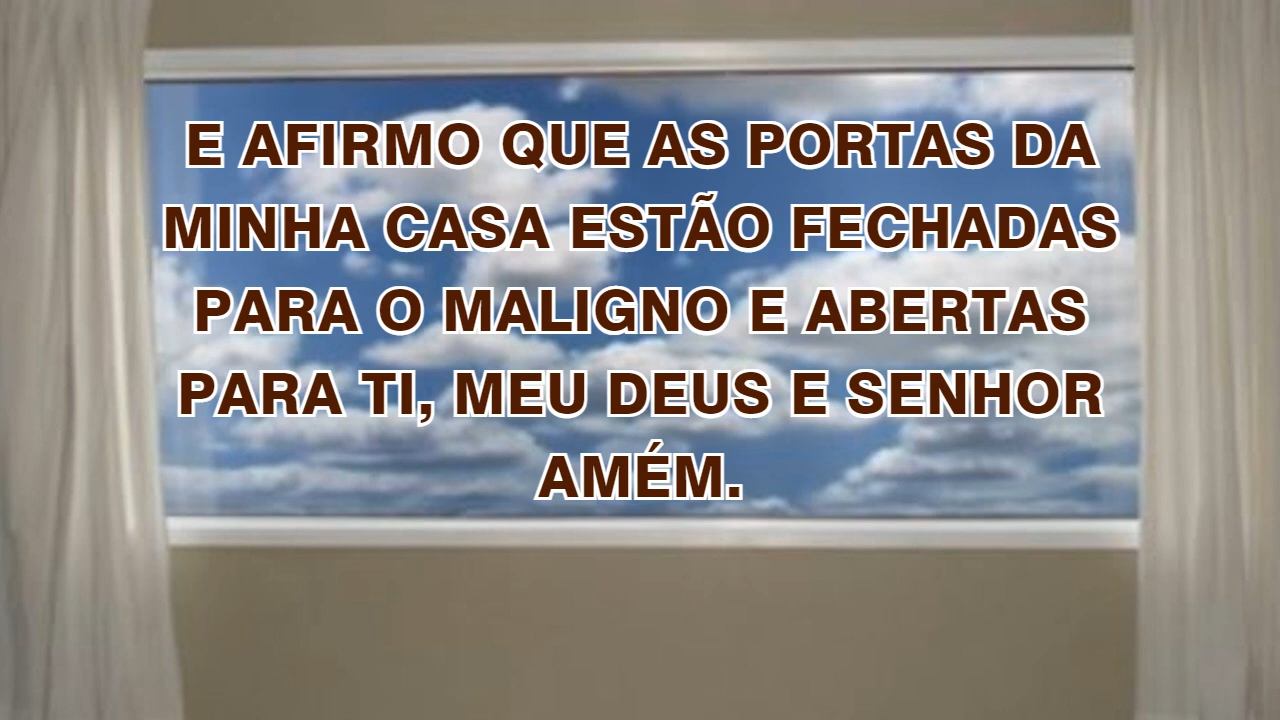 E AFIRMO QUE AS PORTAS DA
MINHA CASA ESTÃO FECHADAS
PARA O MALIGNO E ABERTAS
PARA TI, MEU DEUS E SENHOR
AMÉM.